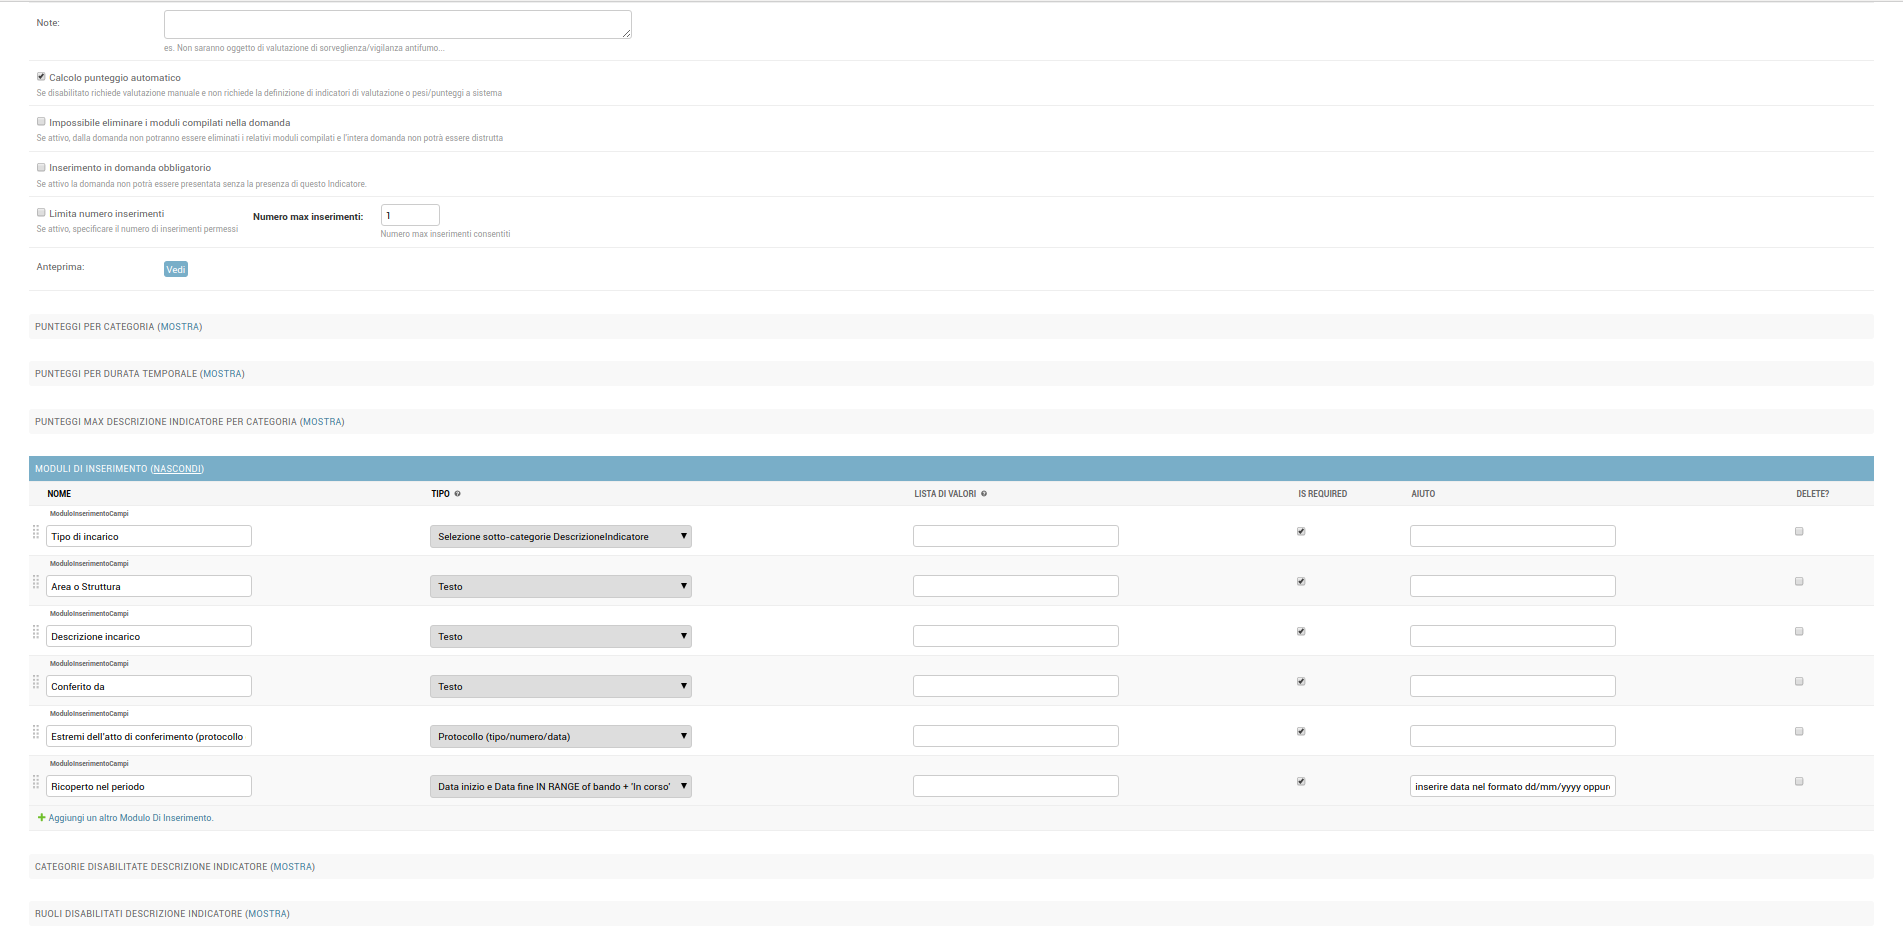 Note:
es. Non saranno oggetto di valutazione di sorveglienza/vigilanza antifumo...
Calcolo punteggio automatico
Se disabilitato richiede valutazione manuale e non richiede la definizione di indicatori di valutazione o pesi/punteggi a sistema
Impossibile eliminare i moduli compilati nella domanda
Se attivo, dalla domanda non potranno essere eliminati i relativi moduli compilati e l'intera domanda non potrà essere distrutta
Inserimento in domanda obbligatorio
Se attivo la domanda non potrà essere presentata senza la presenza di questo Indicatore.
Limita numero inserimenti Numero max inserimenti: 1
Se attivo, specificare il numero di inserimenti permessi Numero max inserimenti consentiti
Anteprima: Vedi
PUNTEGGI PER CATEGORIA (MOSTRA)
PUNTEGGI PER DURATA TEMPORALE (MOSTRA)
PUNTEGGI MAX DESCRIZIONE INDICATORE PER CATEGORIA (MOSTRA)
MODULI DI INSERIMENTO (NASCONDI)
NOME TIPO LISTA DI VALORI IS REQUIRED AIUTO DELETE?
ModuloInserimentoCampi
Tipo di incarico Selezione sotto-categorie DescrizioneIndicatore
ModuloInserimentoCampi
Area o Struttura Testo
ModuloInserimentoCampi
Descrizione incarico Testo
ModuloInserimentoCampi
Conferito da Testo
ModuloInserimentoCampi
Estremi dell'atto di conferimento (protocollo Protocollo (tipo/numero/data)
ModuloInserimentoCampi
Ricoperto nel periodo Data inizio e Data fine IN RANGE of bando + 'In corso' inserire data nel formato dd/mm/yyyy oppur
Aggiungi un altro Modulo Di Inserimento.
CATEGORIE DISABILITATE DESCRIZIONE INDICATORE (MOSTRA)
RUOLI DISABILITATI DESCRIZIONE INDICATORE (MOSTRA)